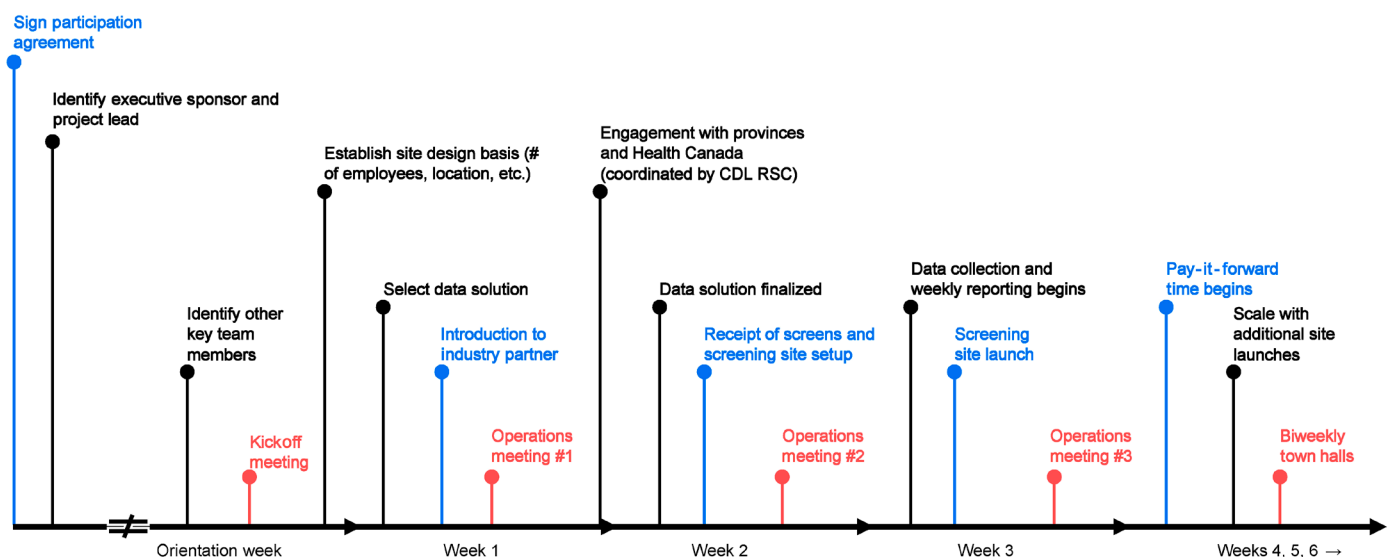 Sign participation
agreement
Identify executive sponsor and
project lead
Identify other
key team
members
Kickoff
meeting
Establish site design basis (#
of employees, location, etc.)
Select data solution
Introduction to
industry partner
Operations
meeting #1
Engagement with provinces
and Health Canada
(coordinated by CDL RSC)
Data solution finalized
Receipt of screens and
screening site setup
Operations
meeting #2
Data collection and
weekly reporting begins
Screening
site launch
Operations
meeting #3
Pay-it-forward
time begins
Scale with
additional site
launches
Biweekly
town halls
Orientation week
Week 1
Week 2
Week 3
Weeks 4, 5, 6 →